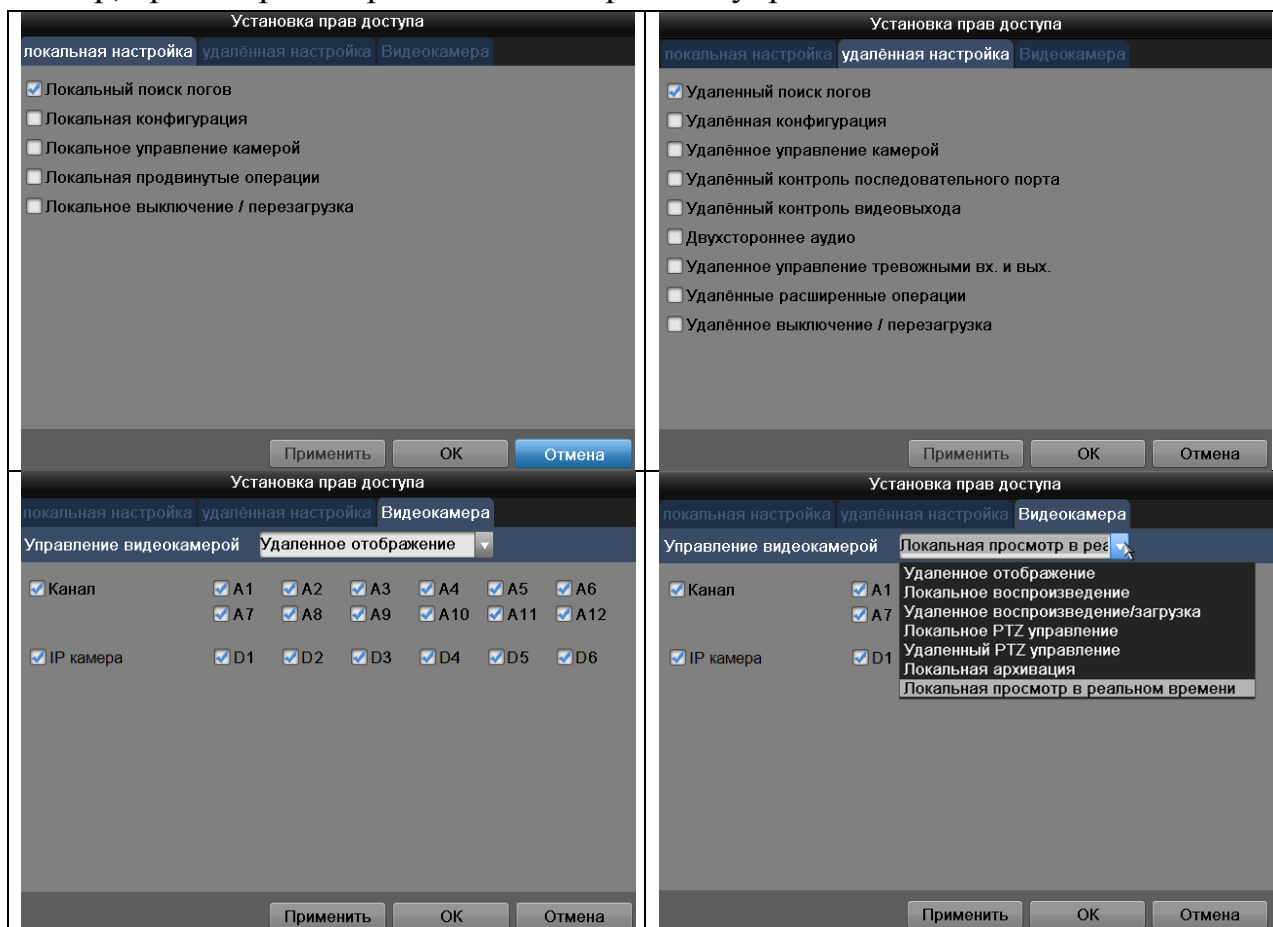 Установка прав доступа
локальная настройка удалённая настройка Видеокамера
Локальный поиск логов
Локальная конфигурация
Локальное управление камерой
Локальная продвинутые операции
Локальное выключение / перезагрузка
Применить OK Отмена
Установка прав доступа
локальная настройка удалённая настройка Видеокамера
Удаленный поиск логов
Удалённая конфигурация
Удалённое управление камерой
Удалённый контроль последовательного порта
Удалённый контроль видеовыхода
Двухстороннее аудио
Удаленное управление тревожными вх. и вых.
Удалённые расширенные операции
Удалённое выключение / перезагрузка
Применить OK Отмена
Установка прав доступа
локальная настройка удалённая настройка Видеокамера
Управление видеокамерой Удаленное отображение
Канал A1 A2 A3 A4 A5 A6
A7 A8 A9 A10 A11 A12
IP камера D1 D2 D3 D4 D5 D6
Применить OK Отмена
Установка прав доступа
локальная настройка удалённая настройка Видеокамера
Управление видеокамерой Локальная просмотр в реа
Удаленное отображение
Канал A1 Локальное воспроизведение
A7 Удаленное воспроизведение/загрузка
Локальное PTZ управление
Удаленный PTZ управление
IP камера D1 Локальная архивация
Локальная просмотр в реальном времени
Применить OK Отмена